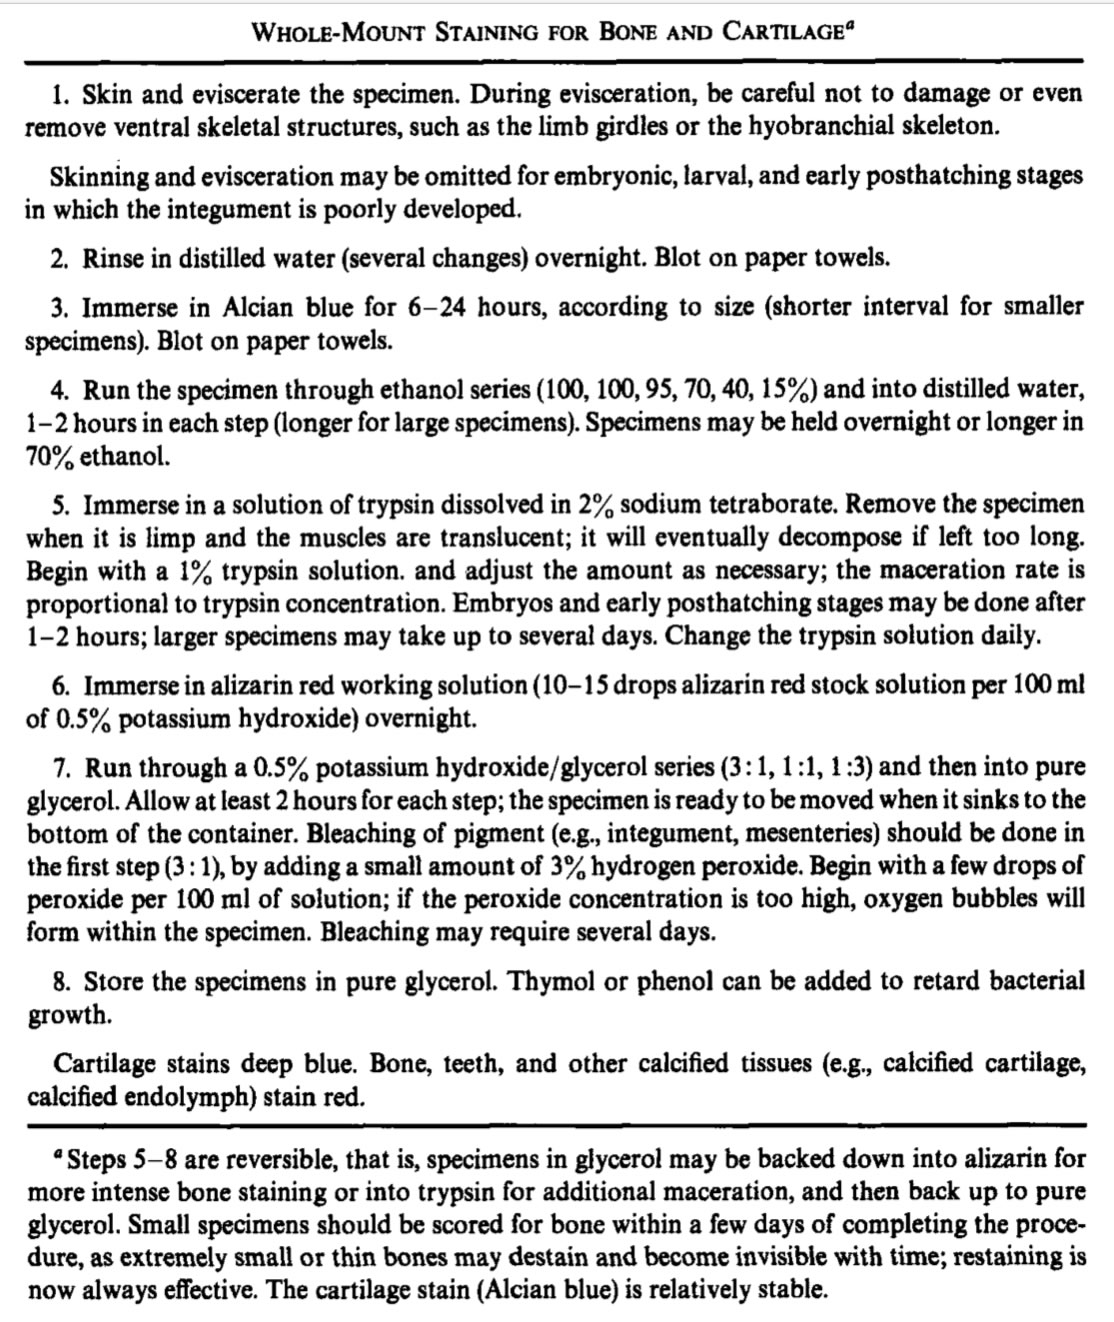 WHOLE-MOUNT STAINING FOR BONE AND CARTILAGEᵃ
1. Skin and eviscerate the specimen. During evisceration, be careful not to damage or even
remove ventral skeletal structures, such as the limb girdles or the hyobranchial skeleton.
Skinning and evisceration may be omitted for embryonic, larval, and early posthatching stages
in which the integument is poorly developed.
2. Rinse in distilled water (several changes) overnight. Blot on paper towels.
3. Immerse in Alcian blue for 6–24 hours, according to size (shorter interval for smaller
specimens). Blot on paper towels.
4. Run the specimen through ethanol series (100, 100, 95, 70, 40, 15%) and into distilled water,
1–2 hours in each step (longer for large specimens). Specimens may be held overnight or longer in
70% ethanol.
5. Immerse in a solution of trypsin dissolved in 2% sodium tetraborate. Remove the specimen
when it is limp and the muscles are translucent; it will eventually decompose if left too long.
Begin with a 1% trypsin solution. and adjust the amount as necessary; the maceration rate is
proportional to trypsin concentration. Embryos and early posthatching stages may be done after
1–2 hours; larger specimens may take up to several days. Change the trypsin solution daily.
6. Immerse in alizarin red working solution (10–15 drops alizarin red stock solution per 100 ml
of 0.5% potassium hydroxide) overnight.
7. Run through a 0.5% potassium hydroxide/glycerol series (3:1, 1:1, 1:3) and then into pure
glycerol. Allow at least 2 hours for each step; the specimen is ready to be moved when it sinks to the
bottom of the container. Bleaching of pigment (e.g., integument, mesenteries) should be done in
the first step (3:1), by adding a small amount of 3% hydrogen peroxide. Begin with a few drops of
peroxide per 100 ml of solution; if the peroxide concentration is too high, oxygen bubbles will
form within the specimen. Bleaching may require several days.
8. Store the specimens in pure glycerol. Thymol or phenol can be added to retard bacterial
growth.
Cartilage stains deep blue. Bone, teeth, and other calcified tissues (e.g., calcified cartilage,
calcified endolymph) stain red.
ᵃ Steps 5–8 are reversible, that is, specimens in glycerol may be backed down into alizarin for
more intense bone staining or into trypsin for additional maceration, and then back up to pure
glycerol. Small specimens should be scored for bone within a few days of completing the proce-
dure, as extremely small or thin bones may destain and become invisible with time; restaining is
now always effective. The cartilage stain (Alcian blue) is relatively stable.